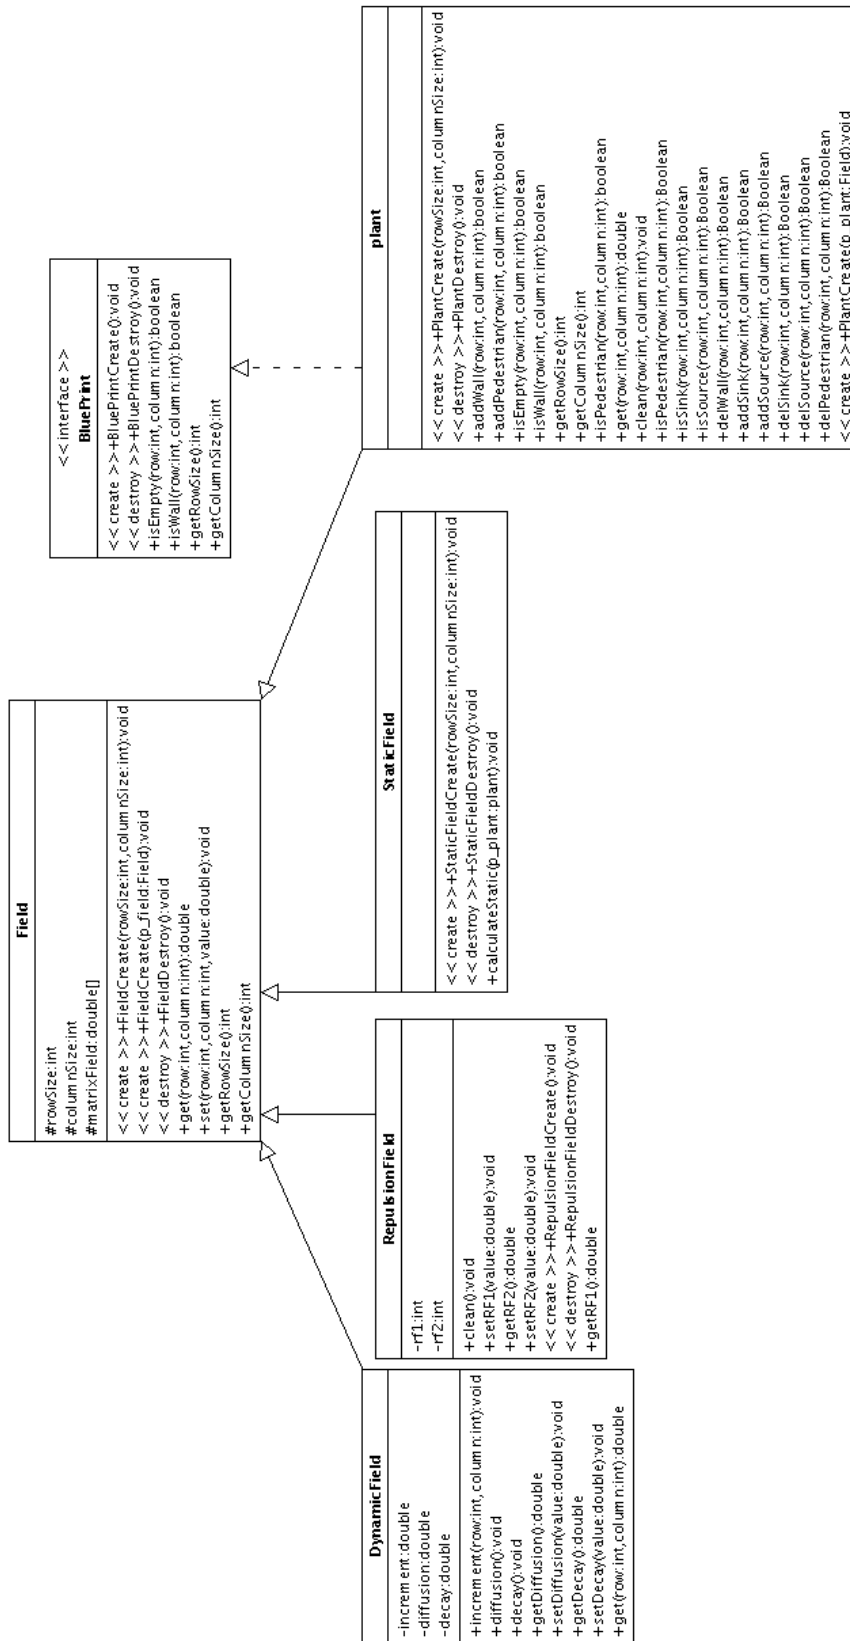 Field
#rowSize:int
#columnSize:int
#matrixField:double[]
<< create >>+FieldCreate(rowSize:int,columnSize:int):void
<< create >>+FieldCreate(p_field:Field):void
<< destroy >>+FieldDestroy():void
+get(row:int,column:int):double
+set(row:int,column:int,value:double):void
+getRowSize():int
+getColumnSize():int
<< interface >>
BluePrint
<< create >>+BluePrintCreate():void
<< destroy >>+BluePrintDestroy():void
+isEmpty(row:int,column:int):boolean
+isWall(row:int,column:int):boolean
+getRowSize():int
+getColumnSize():int
DynamicField
-increment:double
-diffusion:double
-decay:double
+increment(row:int,column:int):void
+diffusion():void
+decay():void
+getDiffusion():double
+setDiffusion(value:double):void
+getDecay():double
+setDecay(value:double):void
+get(row:int,column:int):double
RepulsionField
-rf1:int
-rf2:int
+clean():void
+setRF1(value:double):void
+getRF2():double
+setRF2(value:double):void
<< create >>+RepulsionFieldCreate():void
<< destroy >>+RepulsionFieldDestroy():void
+getRF1():double
StaticField
<< create >>+StaticFieldCreate(rowSize:int,columnSize:int):void
<< destroy >>+StaticFieldDestroy():void
+calculateStatic(p_plant:plant):void
plant
<< create >>+PlantCreate(rowSize:int,columnSize:int):void
<< destroy >>+PlantDestroy():void
+addWall(row:int,column:int):boolean
+addPedestrian(row:int,column:int):boolean
+isEmpty(row:int,column:int):boolean
+isWall(row:int,column:int):boolean
+getRowSize():int
+getColumnSize():int
+isPedestrian(row:int,column:int):boolean
+get(row:int,column:int):double
+clean(row:int,column:int):void
+isPedestrian(row:int,column:int):Boolean
+isSink(row:int,column:int):Boolean
+isSource(row:int,column:int):Boolean
+delWall(row:int,column:int):Boolean
+addSink(row:int,column:int):Boolean
+addSource(row:int,column:int):Boolean
+delSink(row:int,column:int):Boolean
+delSource(row:int,column:int):Boolean
+delPedestrian(row:int,column:int):Boolean
<< create >>+PlantCreate(p_plant:Field):void